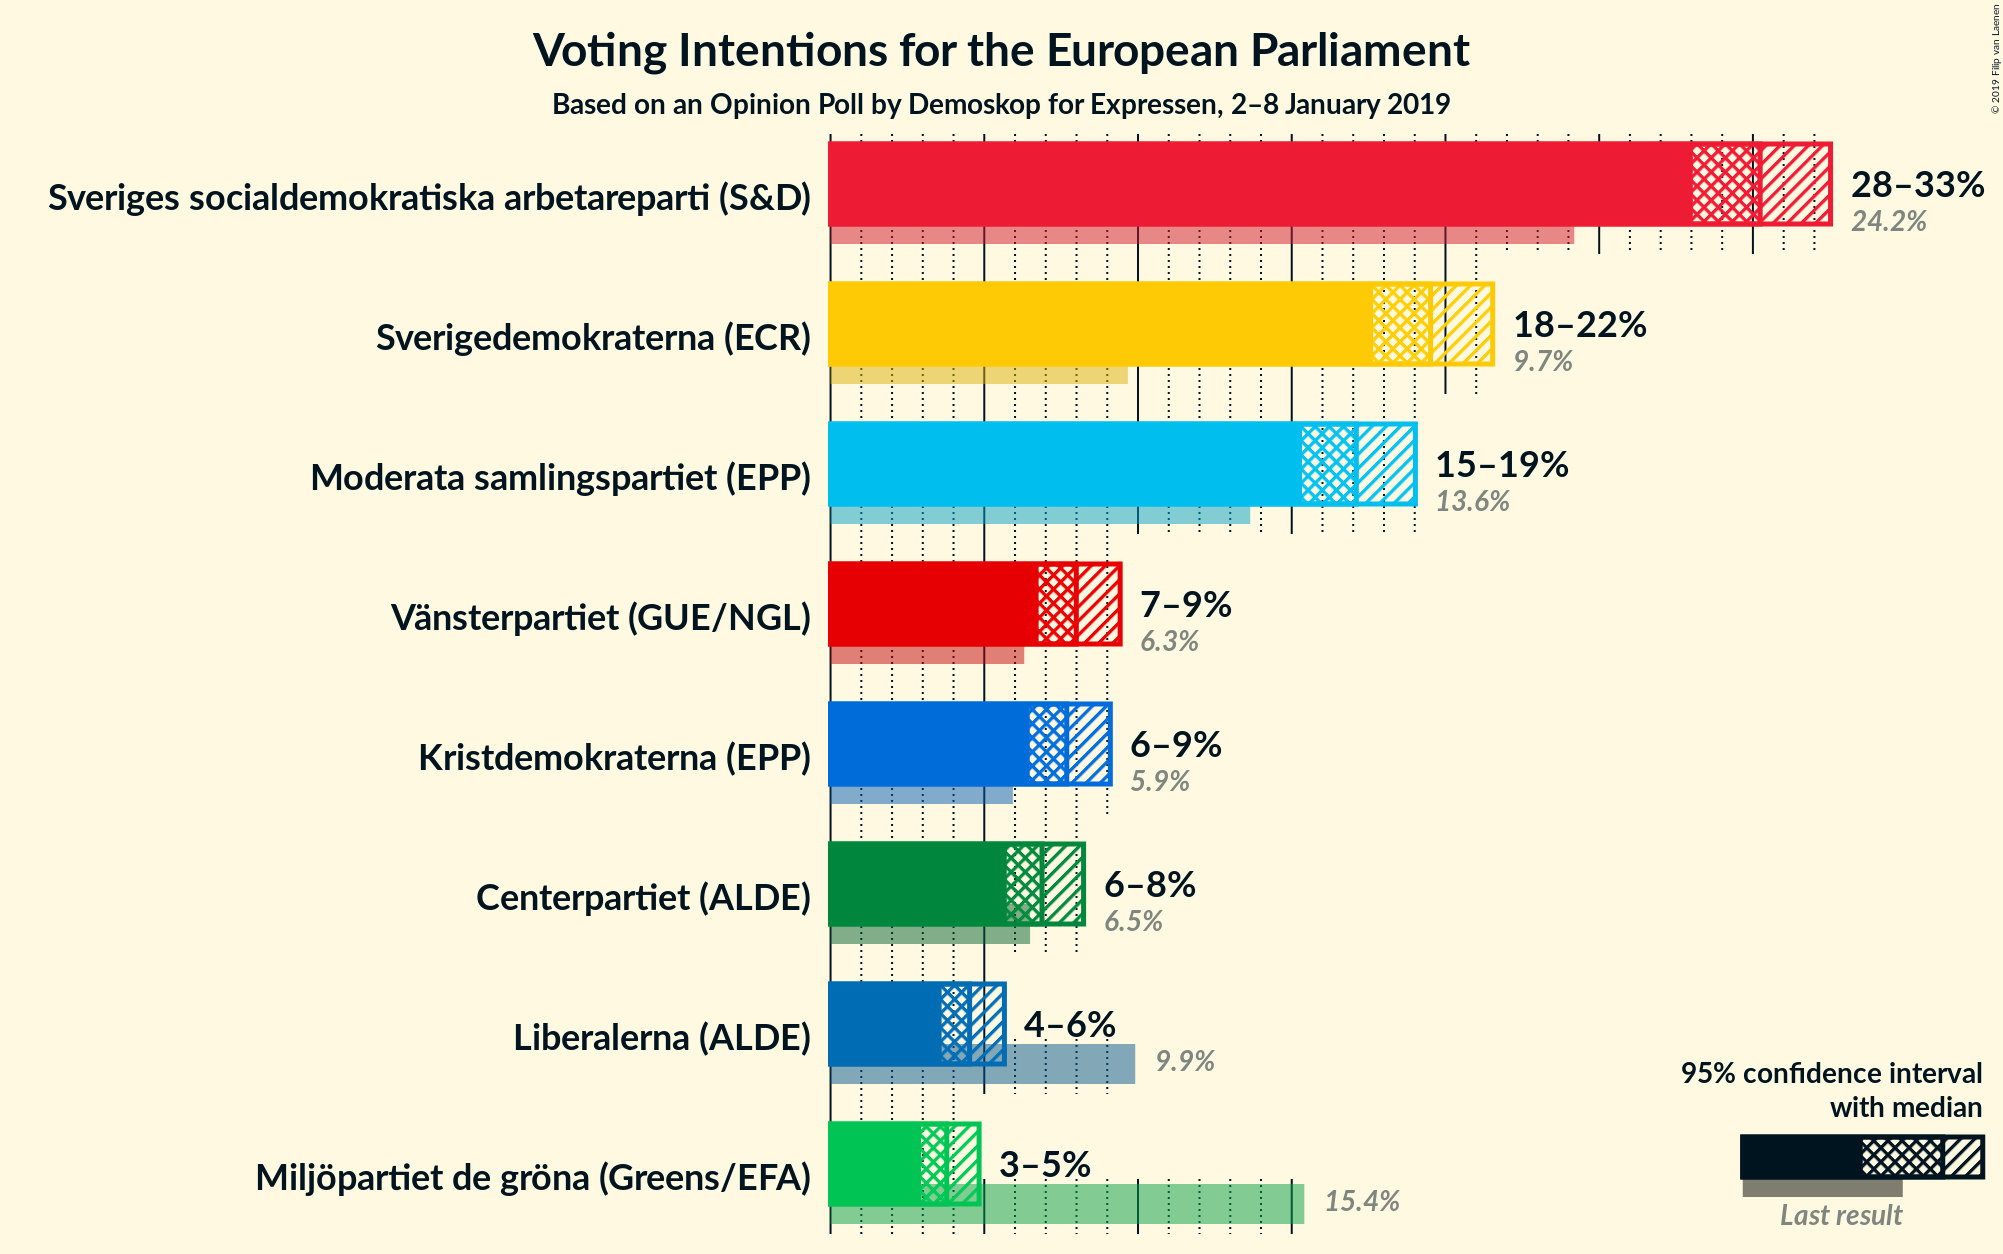 Voting Intentions for the European Parliament
Based on an Opinion Poll by Demoskop for Expressen, 2–8 January 2019
© 2019 Filip van Laenen
Sveriges socialdemokratiska arbetareparti (S&D)
28–33%
24.2%
Sverigedemokraterna (ECR)
18–22%
9.7%
Moderata samlingspartiet (EPP)
15–19%
13.6%
Vänsterpartiet (GUE/NGL)
7–9%
6.3%
Kristdemokraterna (EPP)
6–9%
5.9%
Centerpartiet (ALDE)
6–8%
6.5%
Liberalerna (ALDE)
4–6%
9.9%
Miljöpartiet de gröna (Greens/EFA)
3–5%
15.4%
95% confidence interval
with median
Last result